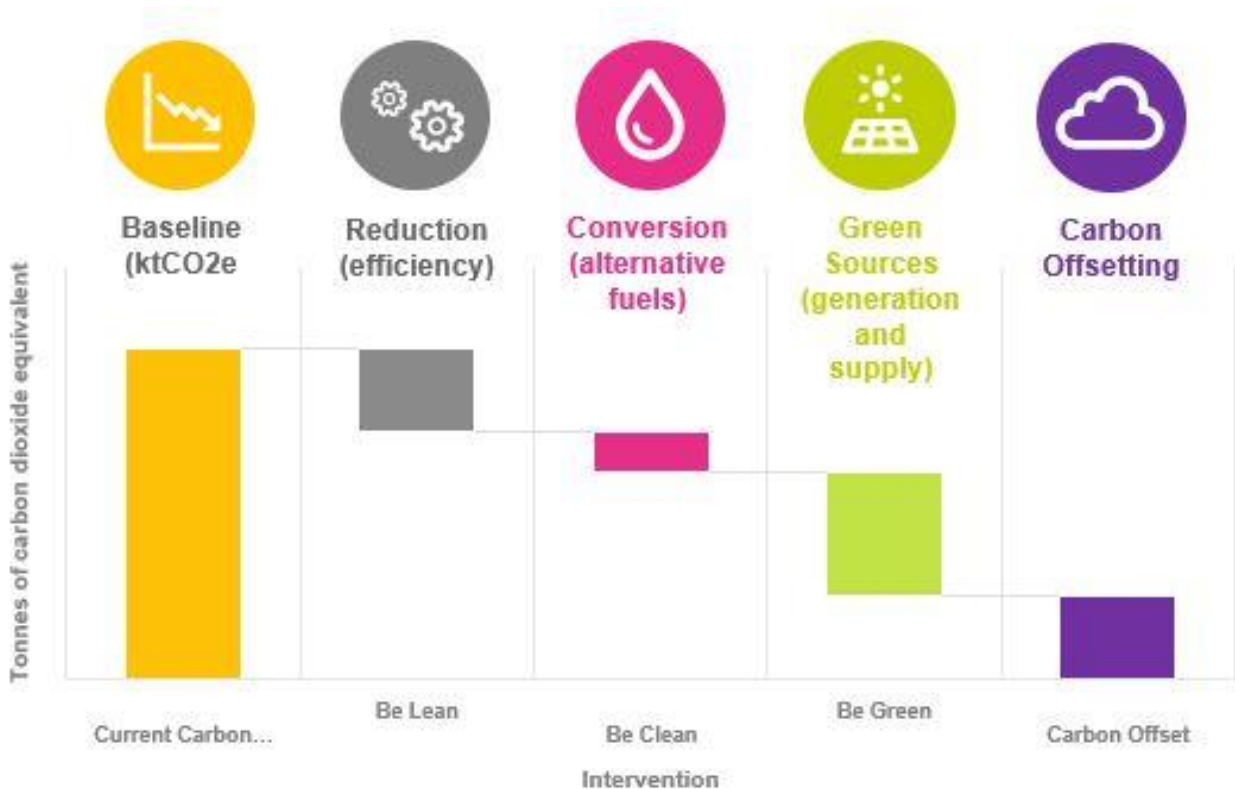 Baseline
(ktCO2e
Reduction
(efficiency)
Conversion
(alternative
fuels)
Green
Sources
(generation
and
supply)
Carbon
Offsetting
Tonnes of carbon dioxide equivalent
Current Carbon...
Be Lean
Be Clean
Be Green
Carbon Offset
Intervention